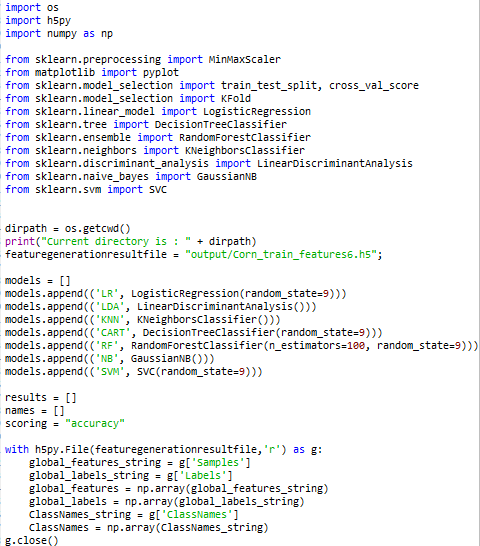 import os
import h5py
import numpy as np
from sklearn.preprocessing import MinMaxScaler
from matplotlib import pyplot
from sklearn.model_selection import train_test_split, cross_val_score
from sklearn.model_selection import KFold
from sklearn.linear_model import LogisticRegression
from sklearn.tree import DecisionTreeClassifier
from sklearn.ensemble import RandomForestClassifier
from sklearn.neighbors import KNeighborsClassifier
from sklearn.discriminant_analysis import LinearDiscriminantAnalysis
from sklearn.naive_bayes import GaussianNB
from sklearn.svm import SVC
dirpath = os.getcwd()
print("Current directory is : " + dirpath)
featuregenerationresultfile = "output/Corn_train_features6.h5";
models = []
models.append(('LR', LogisticRegression(random_state=9)))
models.append(('LDA', LinearDiscriminantAnalysis()))
models.append(('KNN', KNeighborsClassifier()))
models.append(('CART', DecisionTreeClassifier(random_state=9)))
models.append(('RF', RandomForestClassifier(n_estimators=100, random_state=9)))
models.append(('NB', GaussianNB()))
models.append(('SVM', SVC(random_state=9)))
results = []
names = []
scoring = "accuracy"
with h5py.File(featuregenerationresultfile,'r') as g:
    global_features_string = g['Samples']
    global_labels_string = g['Labels']
    global_features = np.array(global_features_string)
    global_labels = np.array(global_labels_string)
    ClassNames_string = g['ClassNames']
    ClassNames = np.array(ClassNames_string)
g.close()